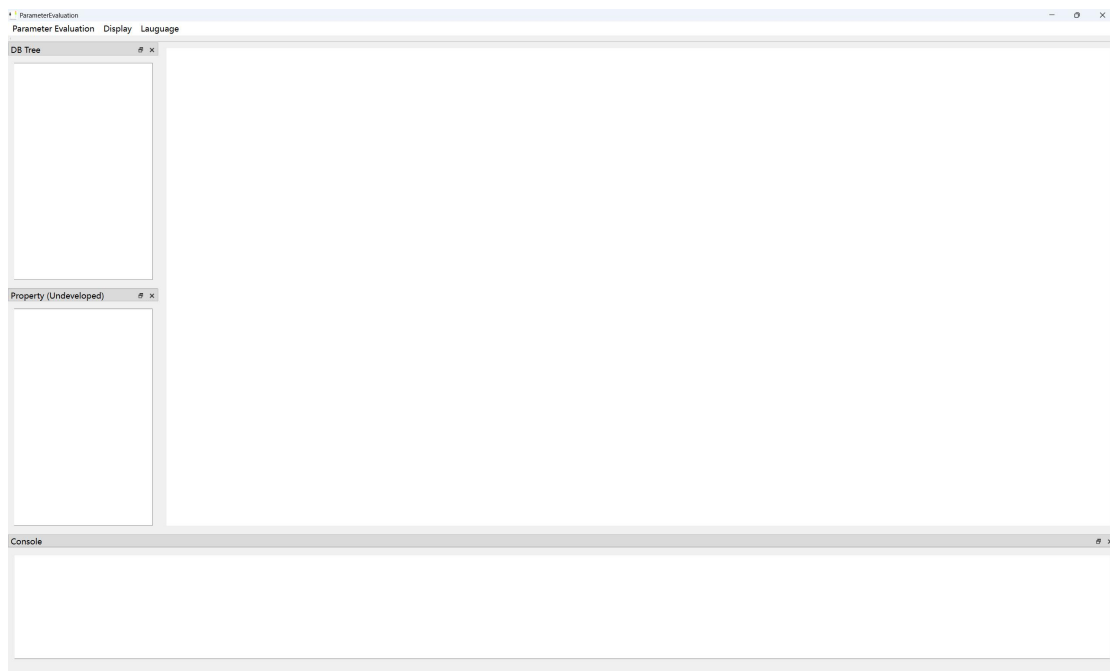 ParameterEvaluation
Parameter Evaluation Display Lauguage
DB Tree
Property (Undeveloped)
Console